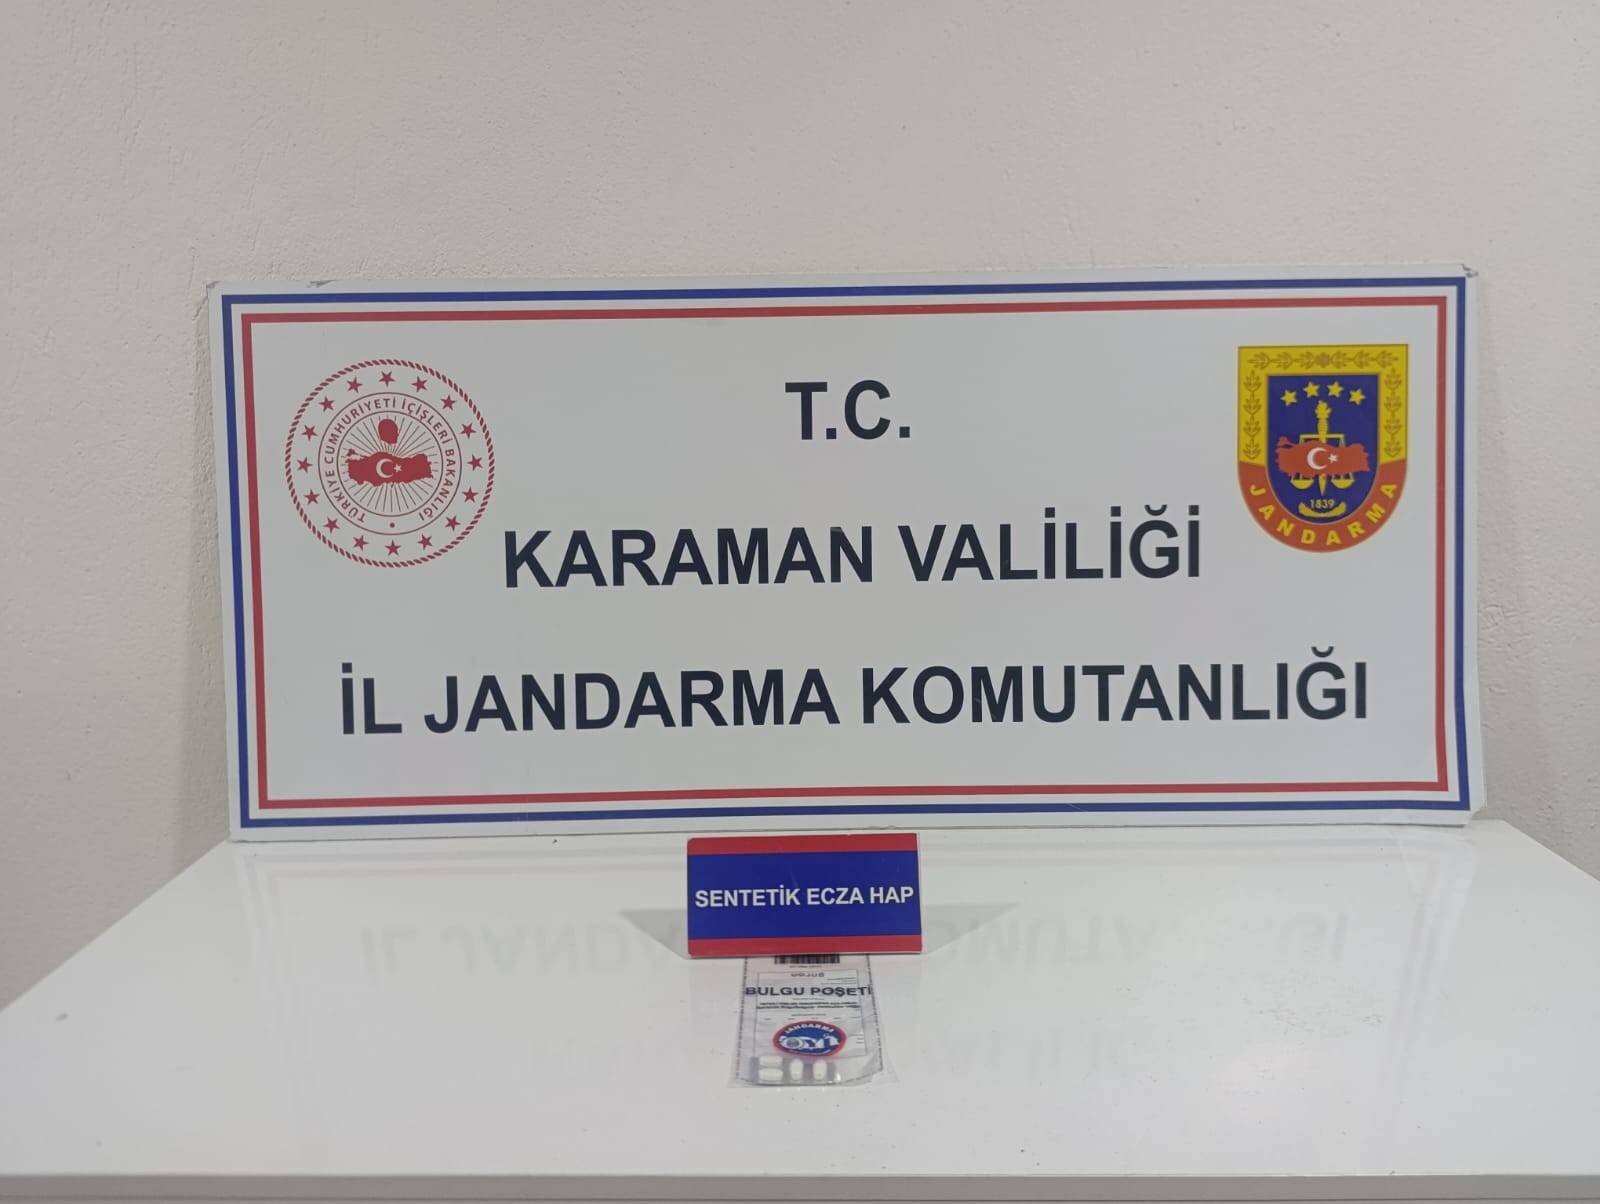 TÜRKİYE CUMHURİYETİ İÇİŞLERİ BAKANLIĞI
T.C.
KARAMAN VALİLİĞİ
İL JANDARMA KOMUTANLIĞI
1839
JANDARMA
SENTETİK ECZA HAP
BULGU POŞETİ
JANDARMA